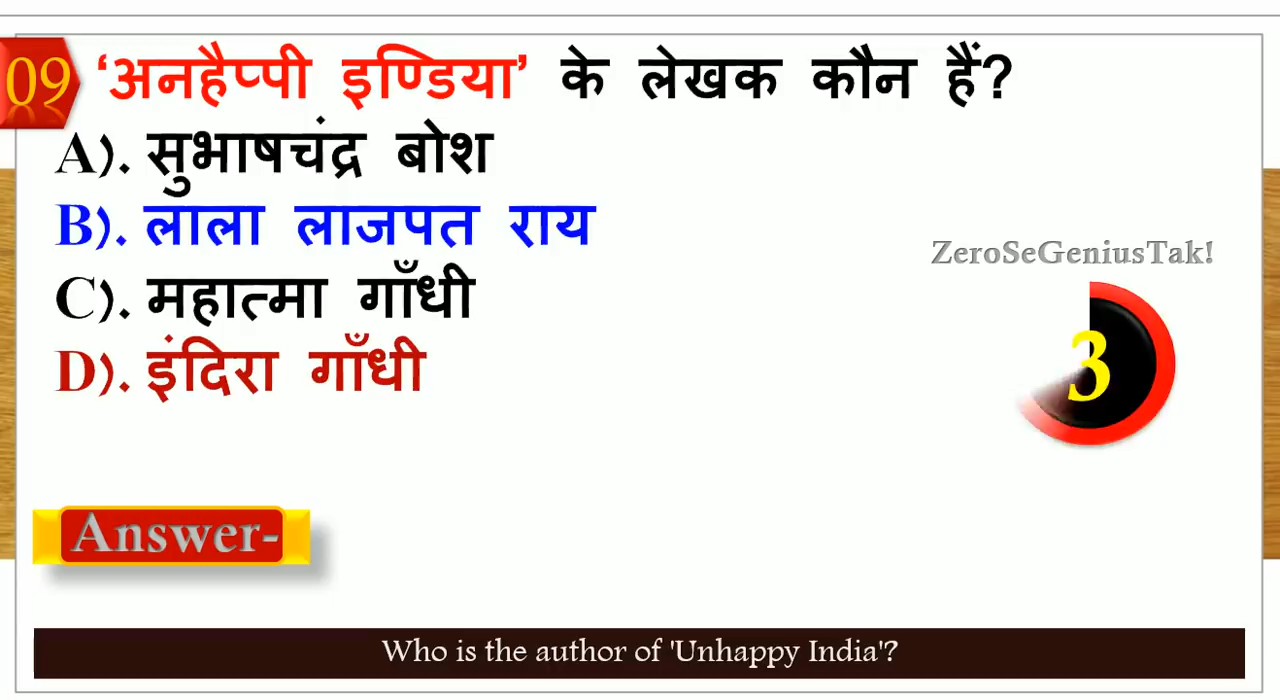 09 ‘अनहैप्पी इण्डिया’ के लेखक कौन हैं?
A). सुभाषचंद्र बोश
B). लाला लाजपत राय
C). महात्मा गाँधी
D). इंदिरा गाँधी
ZeroSeGeniusTak!
3
Answer-
Who is the author of 'Unhappy India'?